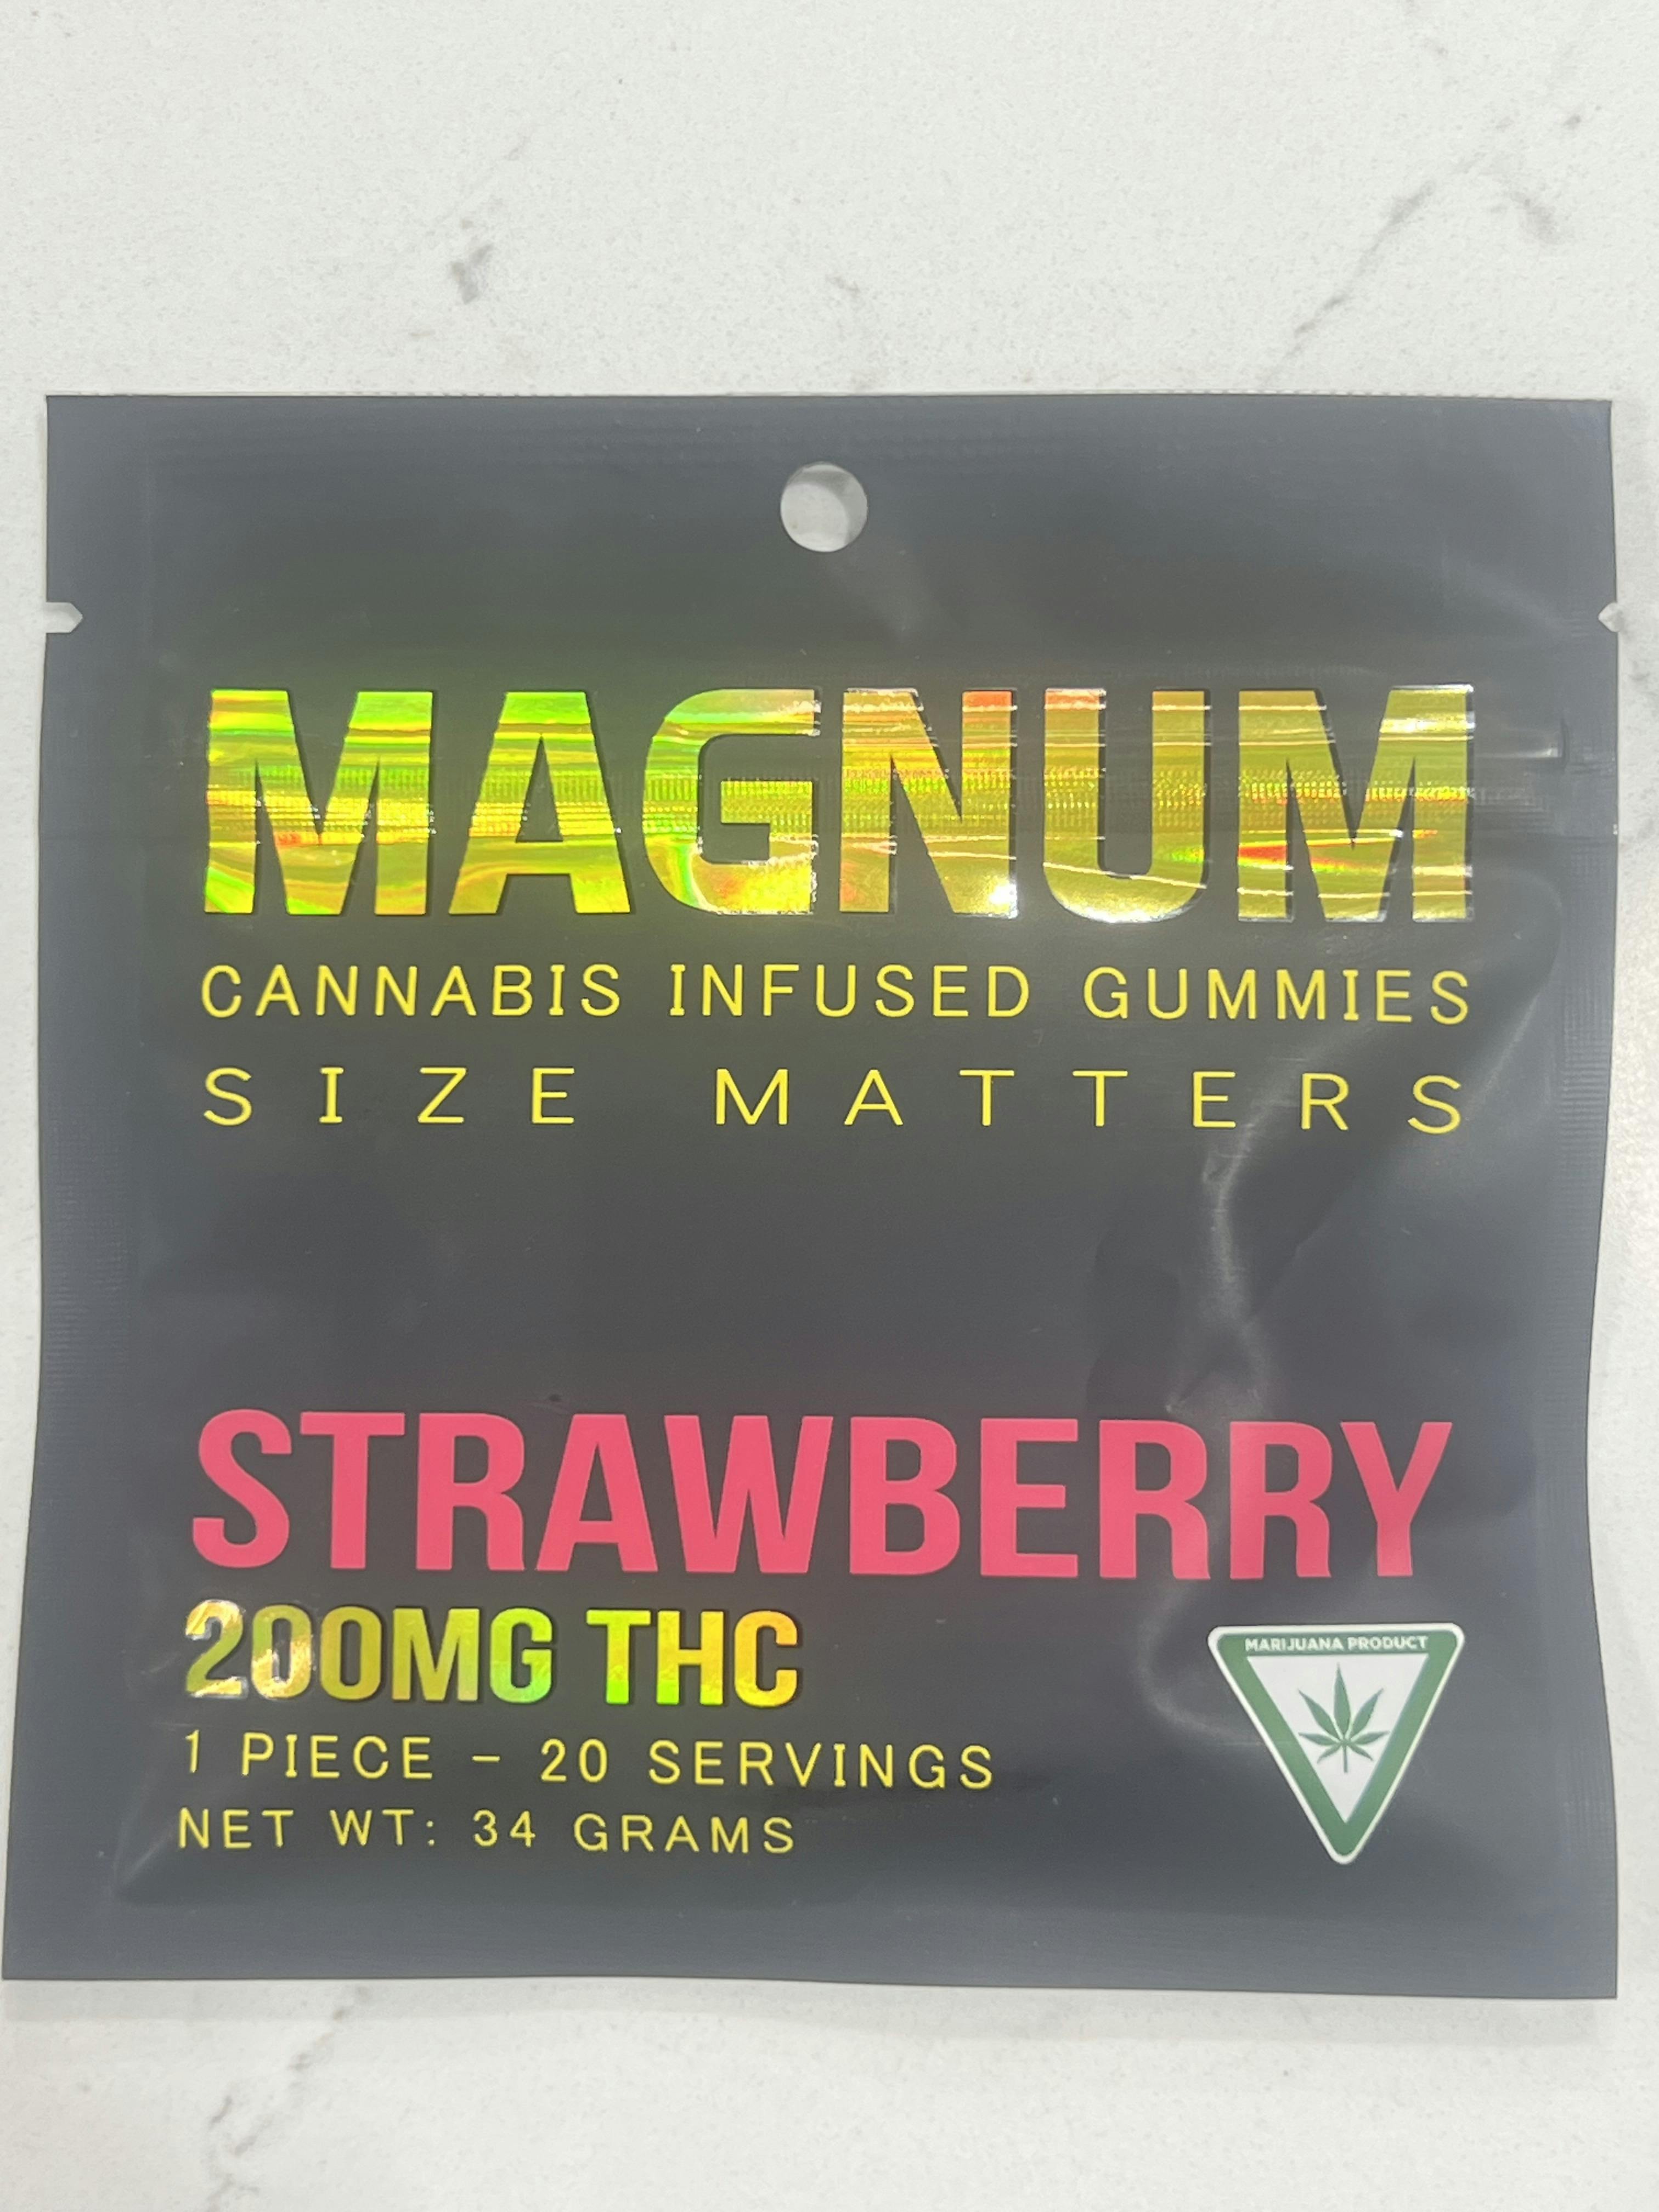 MAGNUM
CANNABIS INFUSED GUMMIES
SIZE MATTERS
STRAWBERRY
200MG THC
1 PIECE - 20 SERVINGS
NET WT: 34 GRAMS
MARIJUANA PRODUCT